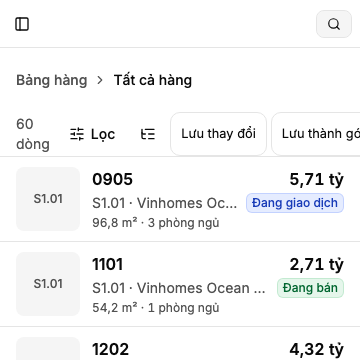 Bảng hàng > Tất cả hàng
60 dòng
Lọc
Lưu thay đổi
Lưu thành gó
S1.01
0905
5,71 tỷ
S1.01 · Vinhomes Oc...
Đang giao dịch
96,8 m² · 3 phòng ngủ
S1.01
1101
2,71 tỷ
S1.01 · Vinhomes Ocean ...
Đang bán
54,2 m² · 1 phòng ngủ
1202
4,32 tỷ